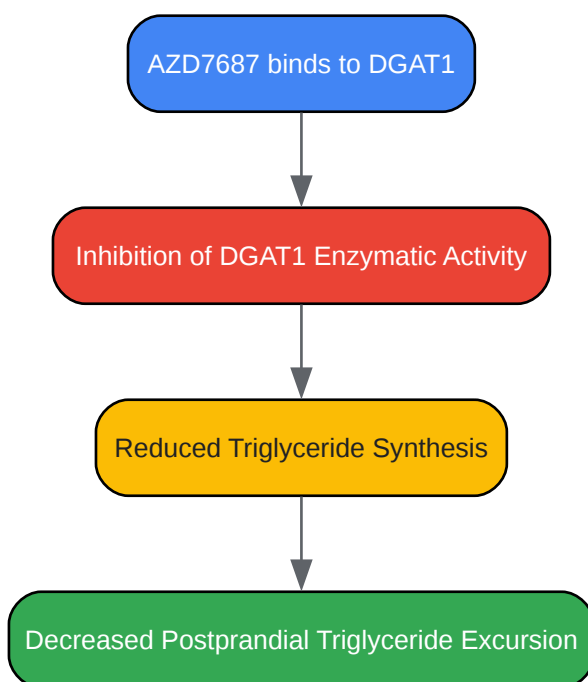 AZD7687 binds to DGAT1
Inhibition of DGAT1 Enzymatic Activity
Reduced Triglyceride Synthesis
Decreased Postprandial Triglyceride Excursion